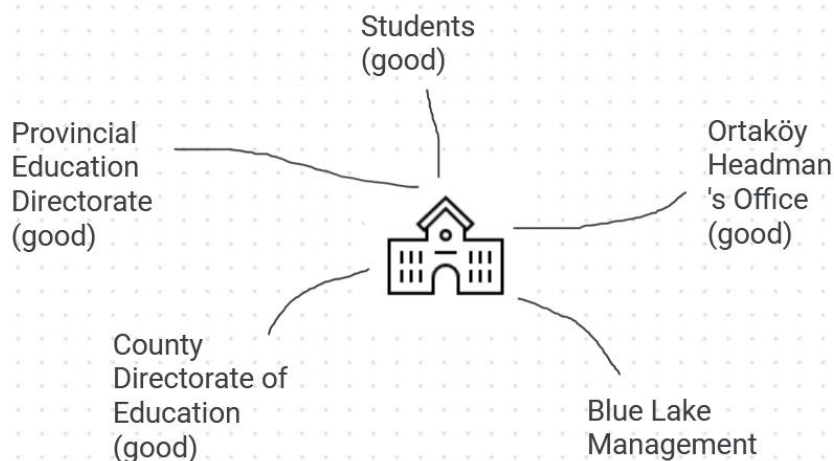 Students
(good)
Provincial
Education
Directorate
(good)
Ortaköy
Headman
's Office
(good)
County
Directorate of
Education
(good)
Blue Lake
Management